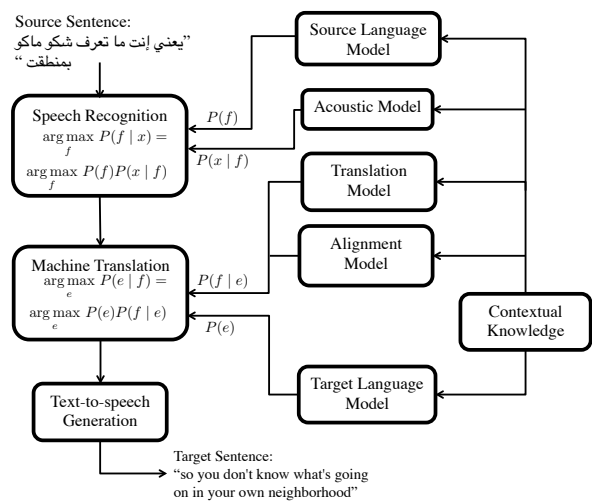 Source Sentence:
”يعني إنت ما تعرف شكو ماكو
بمنطقت “
Source Language
Model
Speech Recognition
arg max P(f | x) =
f
arg max P(f)P(x | f)
f
P(f)
Acoustic Model
P(x | f)
Translation
Model
Alignment
Model
Machine Translation
arg max P(e | f) =
e
arg max P(e)P(f | e)
e
P(f | e)
P(e)
Contextual
Knowledge
Target Language
Model
Text-to-speech
Generation
Target Sentence:
“so you don't know what's going
on in your own neighborhood”